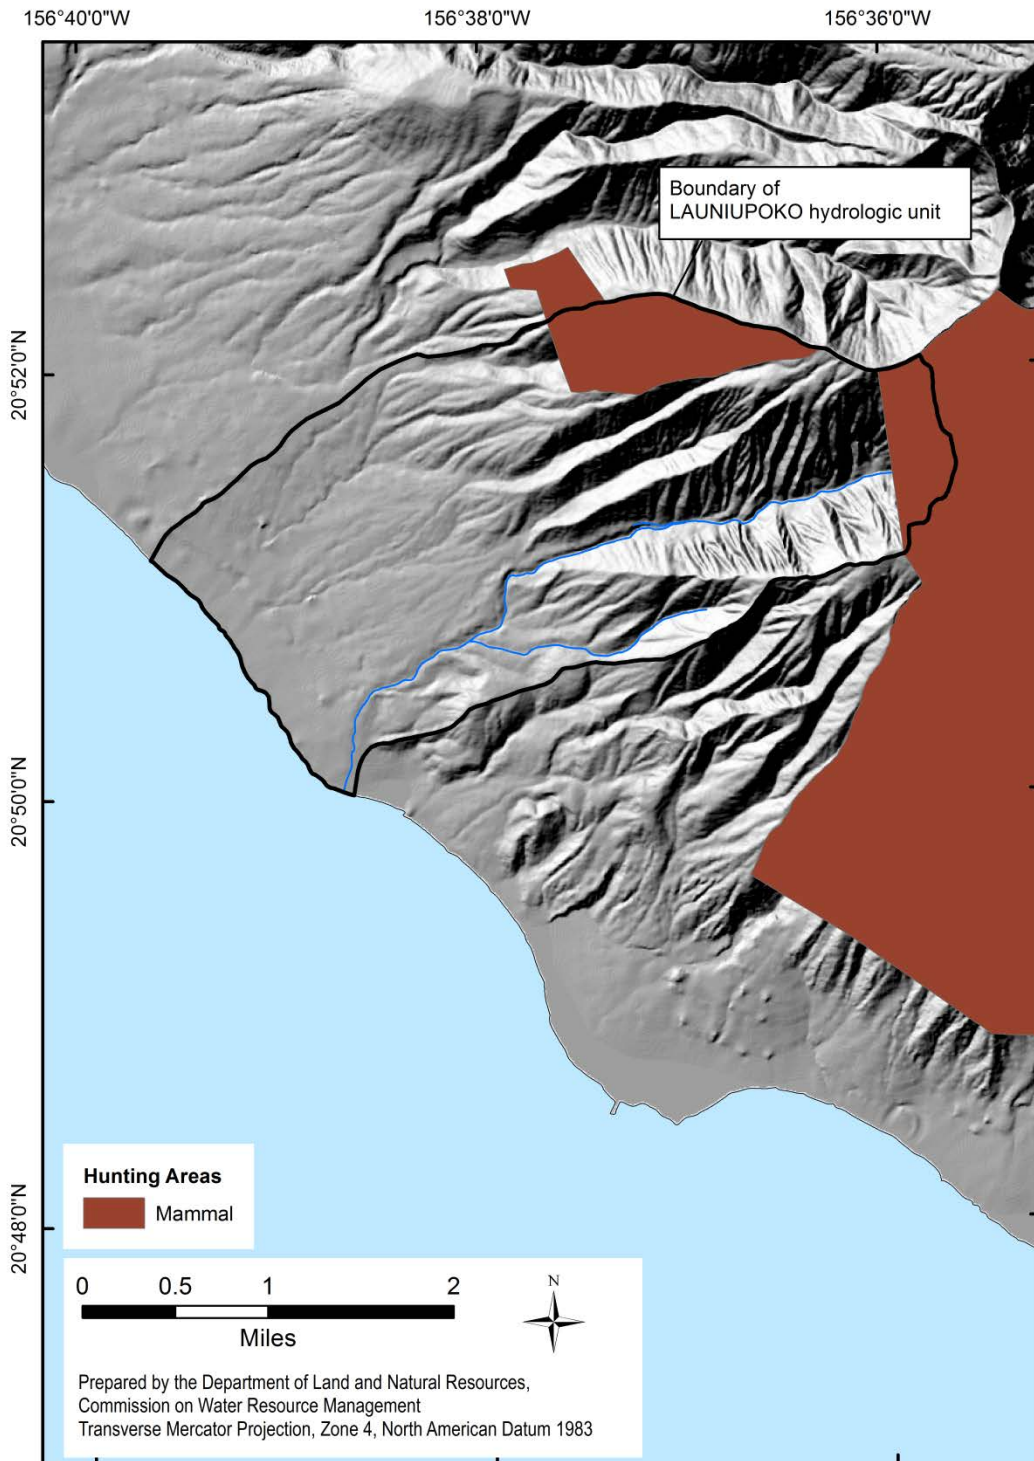 156°40'0"W 156°38'0"W 156°36'0"W
Boundary of
LAUNIUPOKO hydrologic unit
20°52'0"N
20°50'0"N
20°48'0"N
Hunting Areas
Mammal
0 0.5 1 2
Miles
N
Prepared by the Department of Land and Natural Resources,
Commission on Water Resource Management
Transverse Mercator Projection, Zone 4, North American Datum 1983